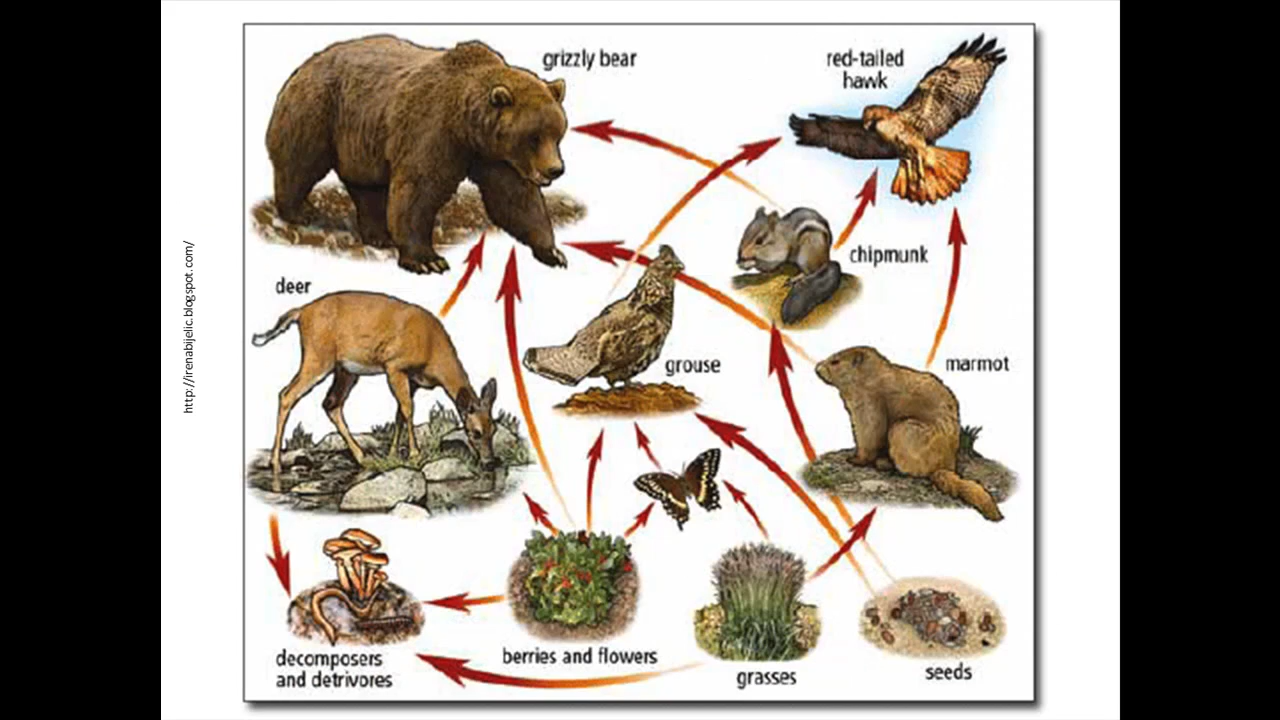 http://irenabijelic.blogspot.com/
grizzly bear
red-tailed
hawk
chipmunk
deer
grouse
marmot
decomposers
and detrivores
berries and flowers
grasses
seeds